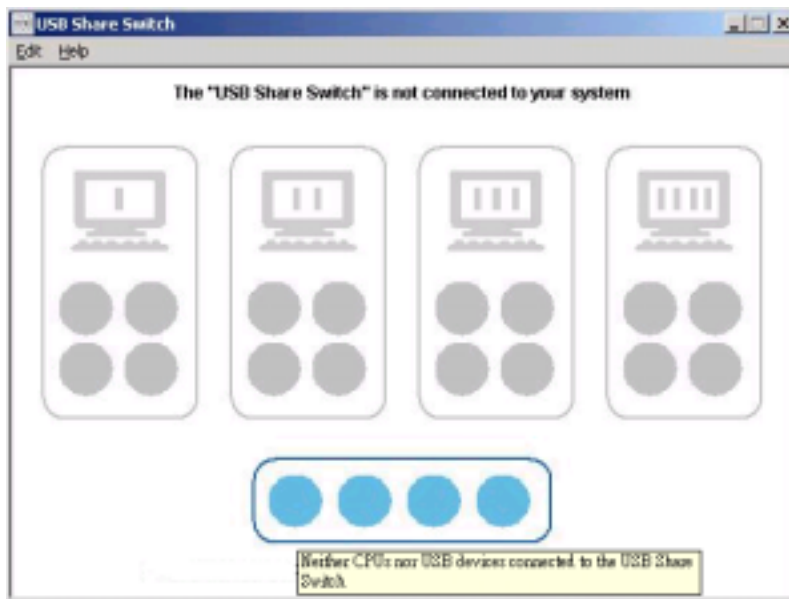 USB Share Switch
Edit Help
The "USB Share Switch" is not connected to your system
Neither CPUs nor USB devices connected to the USB Share
Switch